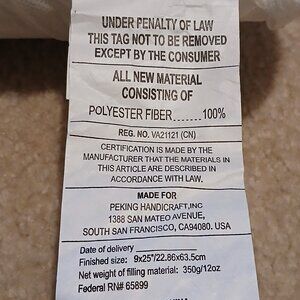 UNDER PENALTY OF LAW
THIS TAG NOT TO BE REMOVED
EXCEPT BY THE CONSUMER
ALL NEW MATERIAL
CONSISTING OF
POLYESTER FIBER.......100%
REG. NO. VA21121 (CN)
CERTIFICATION IS MADE BY THE
MANUFACTURER THAT THE MATERIALS IN
THIS ARTICLE ARE DESCRIBED IN
ACCORDANCE WITH LAW.
MADE FOR
PEKING HANDICRAFT,INC
1388 SAN MATEO AVENUE,
SOUTH SAN FRANCISCO, CA94080. USA
Date of delivery
Finished size: 9x25"/22.86x63.5cm
Net weight of filling material: 350g/12oz
Federal RN# 65899